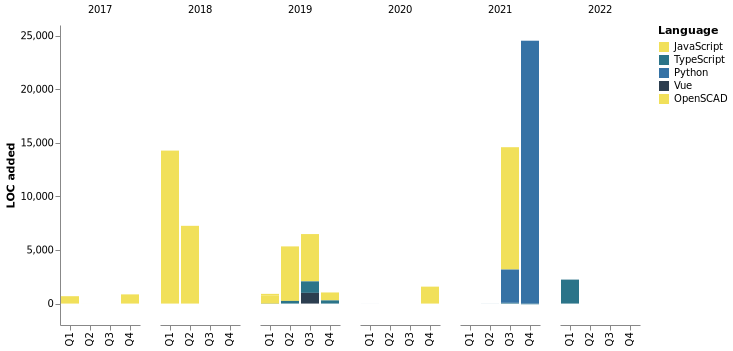 2017 2018 2019 2020 2021 2022
Language
JavaScript
TypeScript
Python
Vue
OpenSCAD
LOC added
25,000
20,000
15,000
10,000
5,000
0
Q1 Q2 Q3 Q4 Q1 Q2 Q3 Q4 Q1 Q2 Q3 Q4 Q1 Q2 Q3 Q4 Q1 Q2 Q3 Q4 Q1 Q2 Q3 Q4